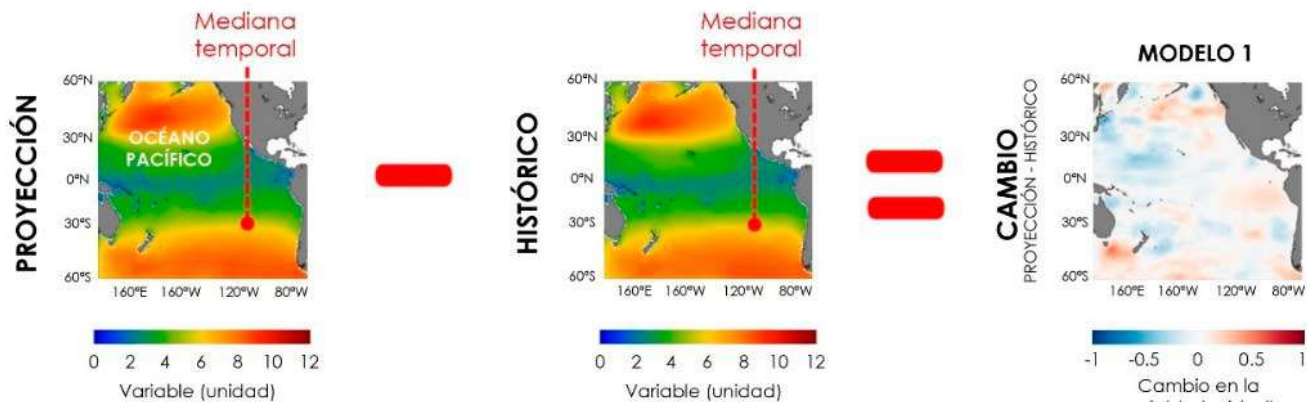 PROYECCIÓN
Mediana
temporal
60°N
30°N
0°N
30°S
60°S
OCÉANO
PACÍFICO
160°E 160°W 120°W 80°W
0 2 4 6 8 10 12
Variable (unidad)
HISTÓRICO
Mediana
temporal
60°N
30°N
0°N
30°S
60°S
160°E 160°W 120°W 80°W
0 2 4 6 8 10 12
Variable (unidad)
MODELO 1
CAMBIO
PROYECCIÓN - HISTÓRICO
60°N
30°N
0°N
30°S
60°S
160°E 160°W 120°W 80°W
-1 -0.5 0 0.5 1
Cambio en la